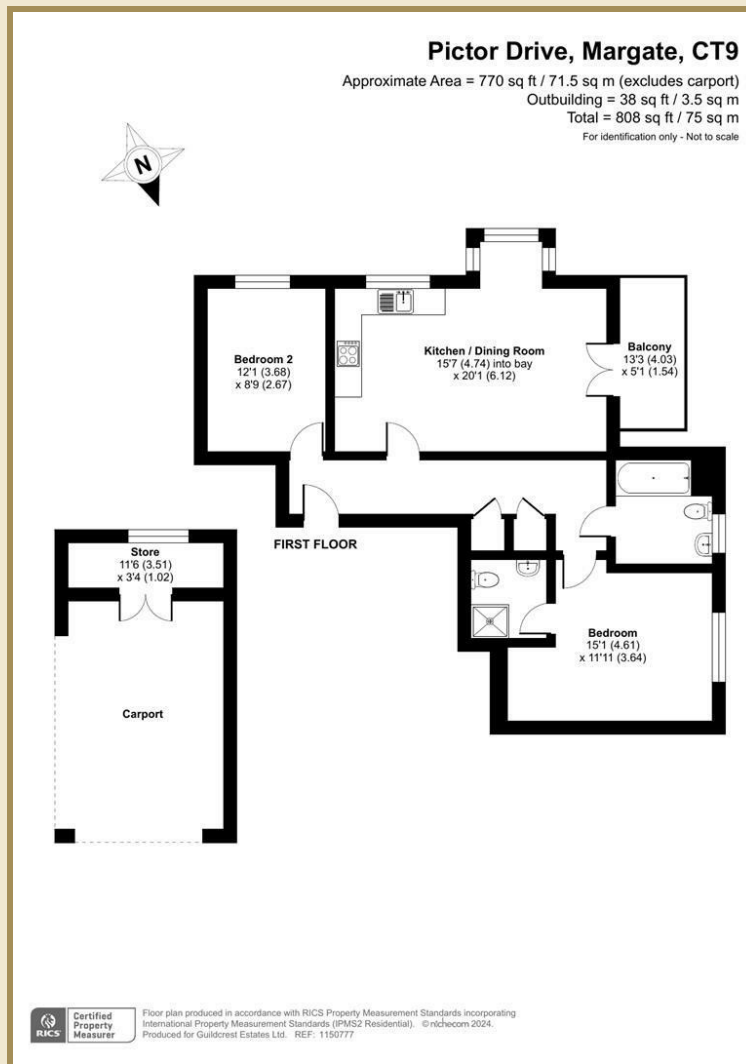 Pictor Drive, Margate, CT9
Approximate Area = 770 sq ft / 71.5 sq m (excludes carport)
Outbuilding = 38 sq ft / 3.5 sq m
Total = 808 sq ft / 75 sq m
For identification only - Not to scale
N
Bedroom 2
12'1 (3.68)
x 8'9 (2.67)
Kitchen / Dining Room
15'7 (4.74) into bay
x 20'1 (6.12)
Balcony
13'3 (4.03)
x 5'1 (1.54)
FIRST FLOOR
Store
11'6 (3.51)
x 3'4 (1.02)
Bedroom
15'1 (4.61)
x 11'11 (3.64)
Carport
RICS
Certified
Property
Measurer
Floor plan produced in accordance with RICS Property Measurement Standards incorporating
International Property Measurement Standards (IPMS2 Residential). © nichecom 2024.
Produced for Guildcrest Estates Ltd. REF: 1150777